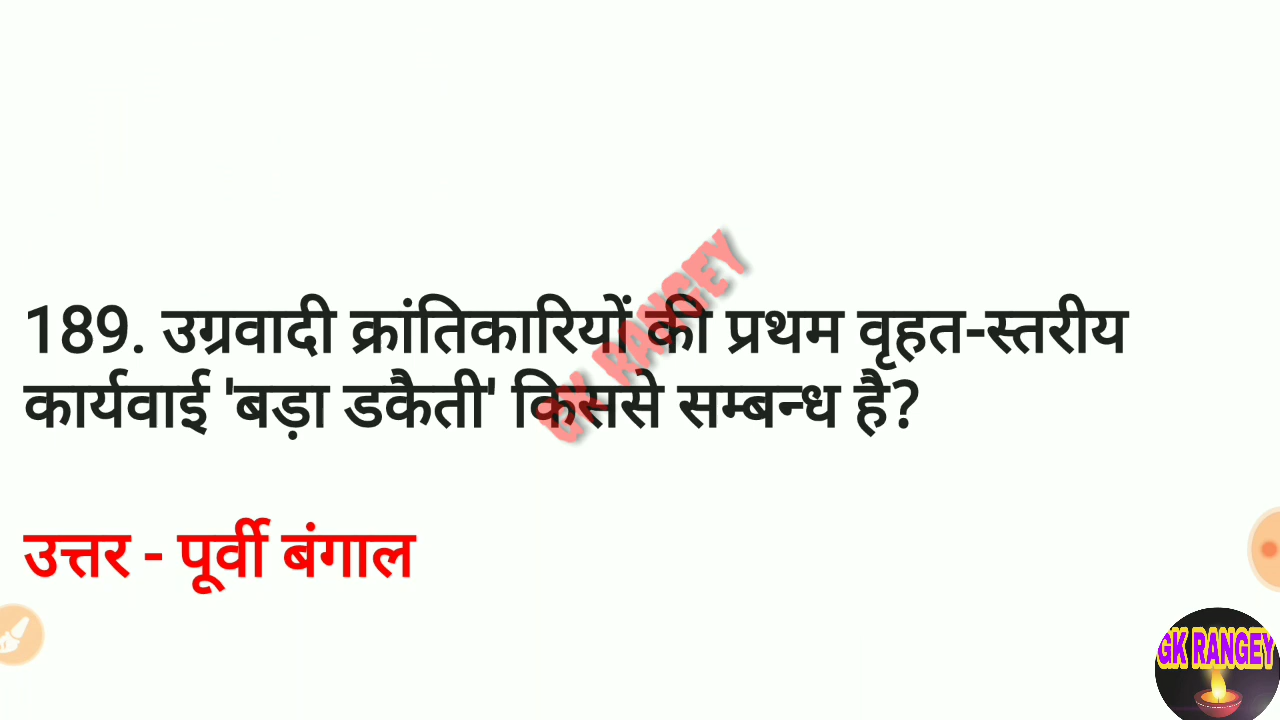 189. उग्रवादी क्रांतिकारियों की प्रथम वृहत-स्तरीय
कार्यवाई 'बड़ा डकैती' किससे सम्बन्ध है?
उत्तर - पूर्वी बंगाल
GK RANGEY
GK RANGEY